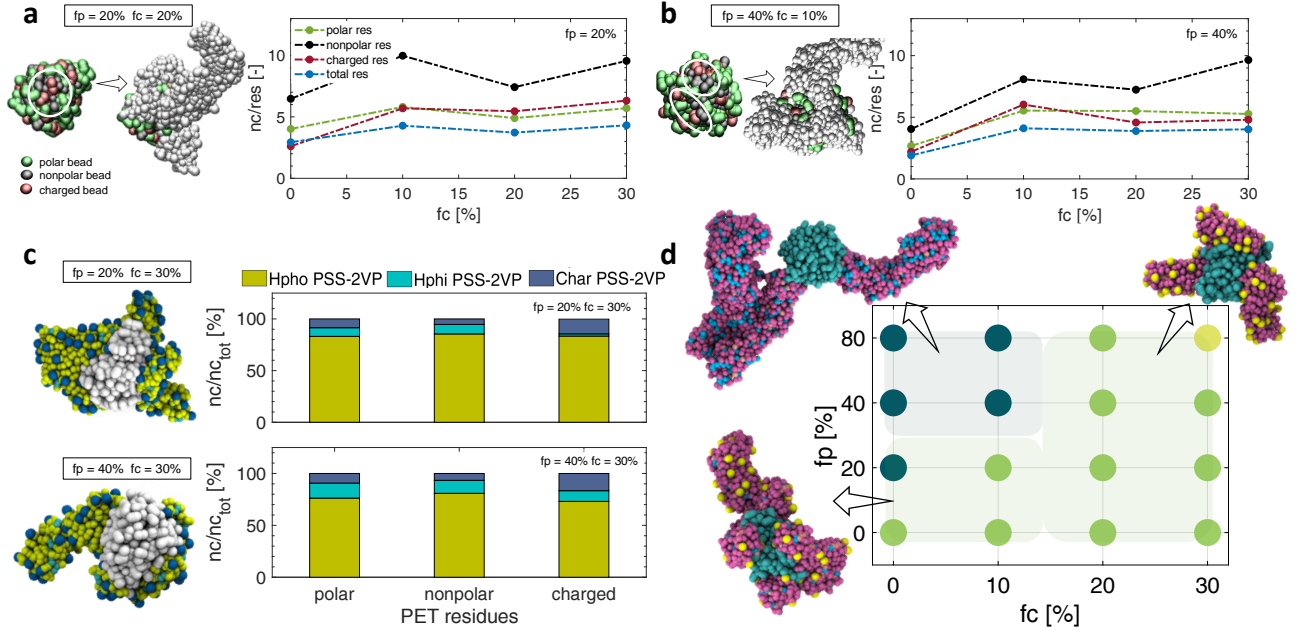 a
fp = 20% fc = 20%
polar bead
nonpolar bead
charged bead
polar res
nonpolar res
charged res
total res
fp = 20%
nc/res [-]
10
5
0
0 5 10 15 20 25 30
fc [%]
b
fp = 40% fc = 10%
fp = 40%
nc/res [-]
10
5
0
0 5 10 15 20 25 30
fc [%]
c
fp = 20% fc = 30%
fp = 40% fc = 30%
Hpho PSS-2VP Hphi PSS-2VP Char PSS-2VP
fp = 20% fc = 30%
nc/nc_tot [%]
100
50
0
fp = 40% fc = 30%
nc/nc_tot [%]
100
50
0
polar nonpolar charged
PET residues
d
fp [%]
80
40
20
0
0 10 20 30
fc [%]